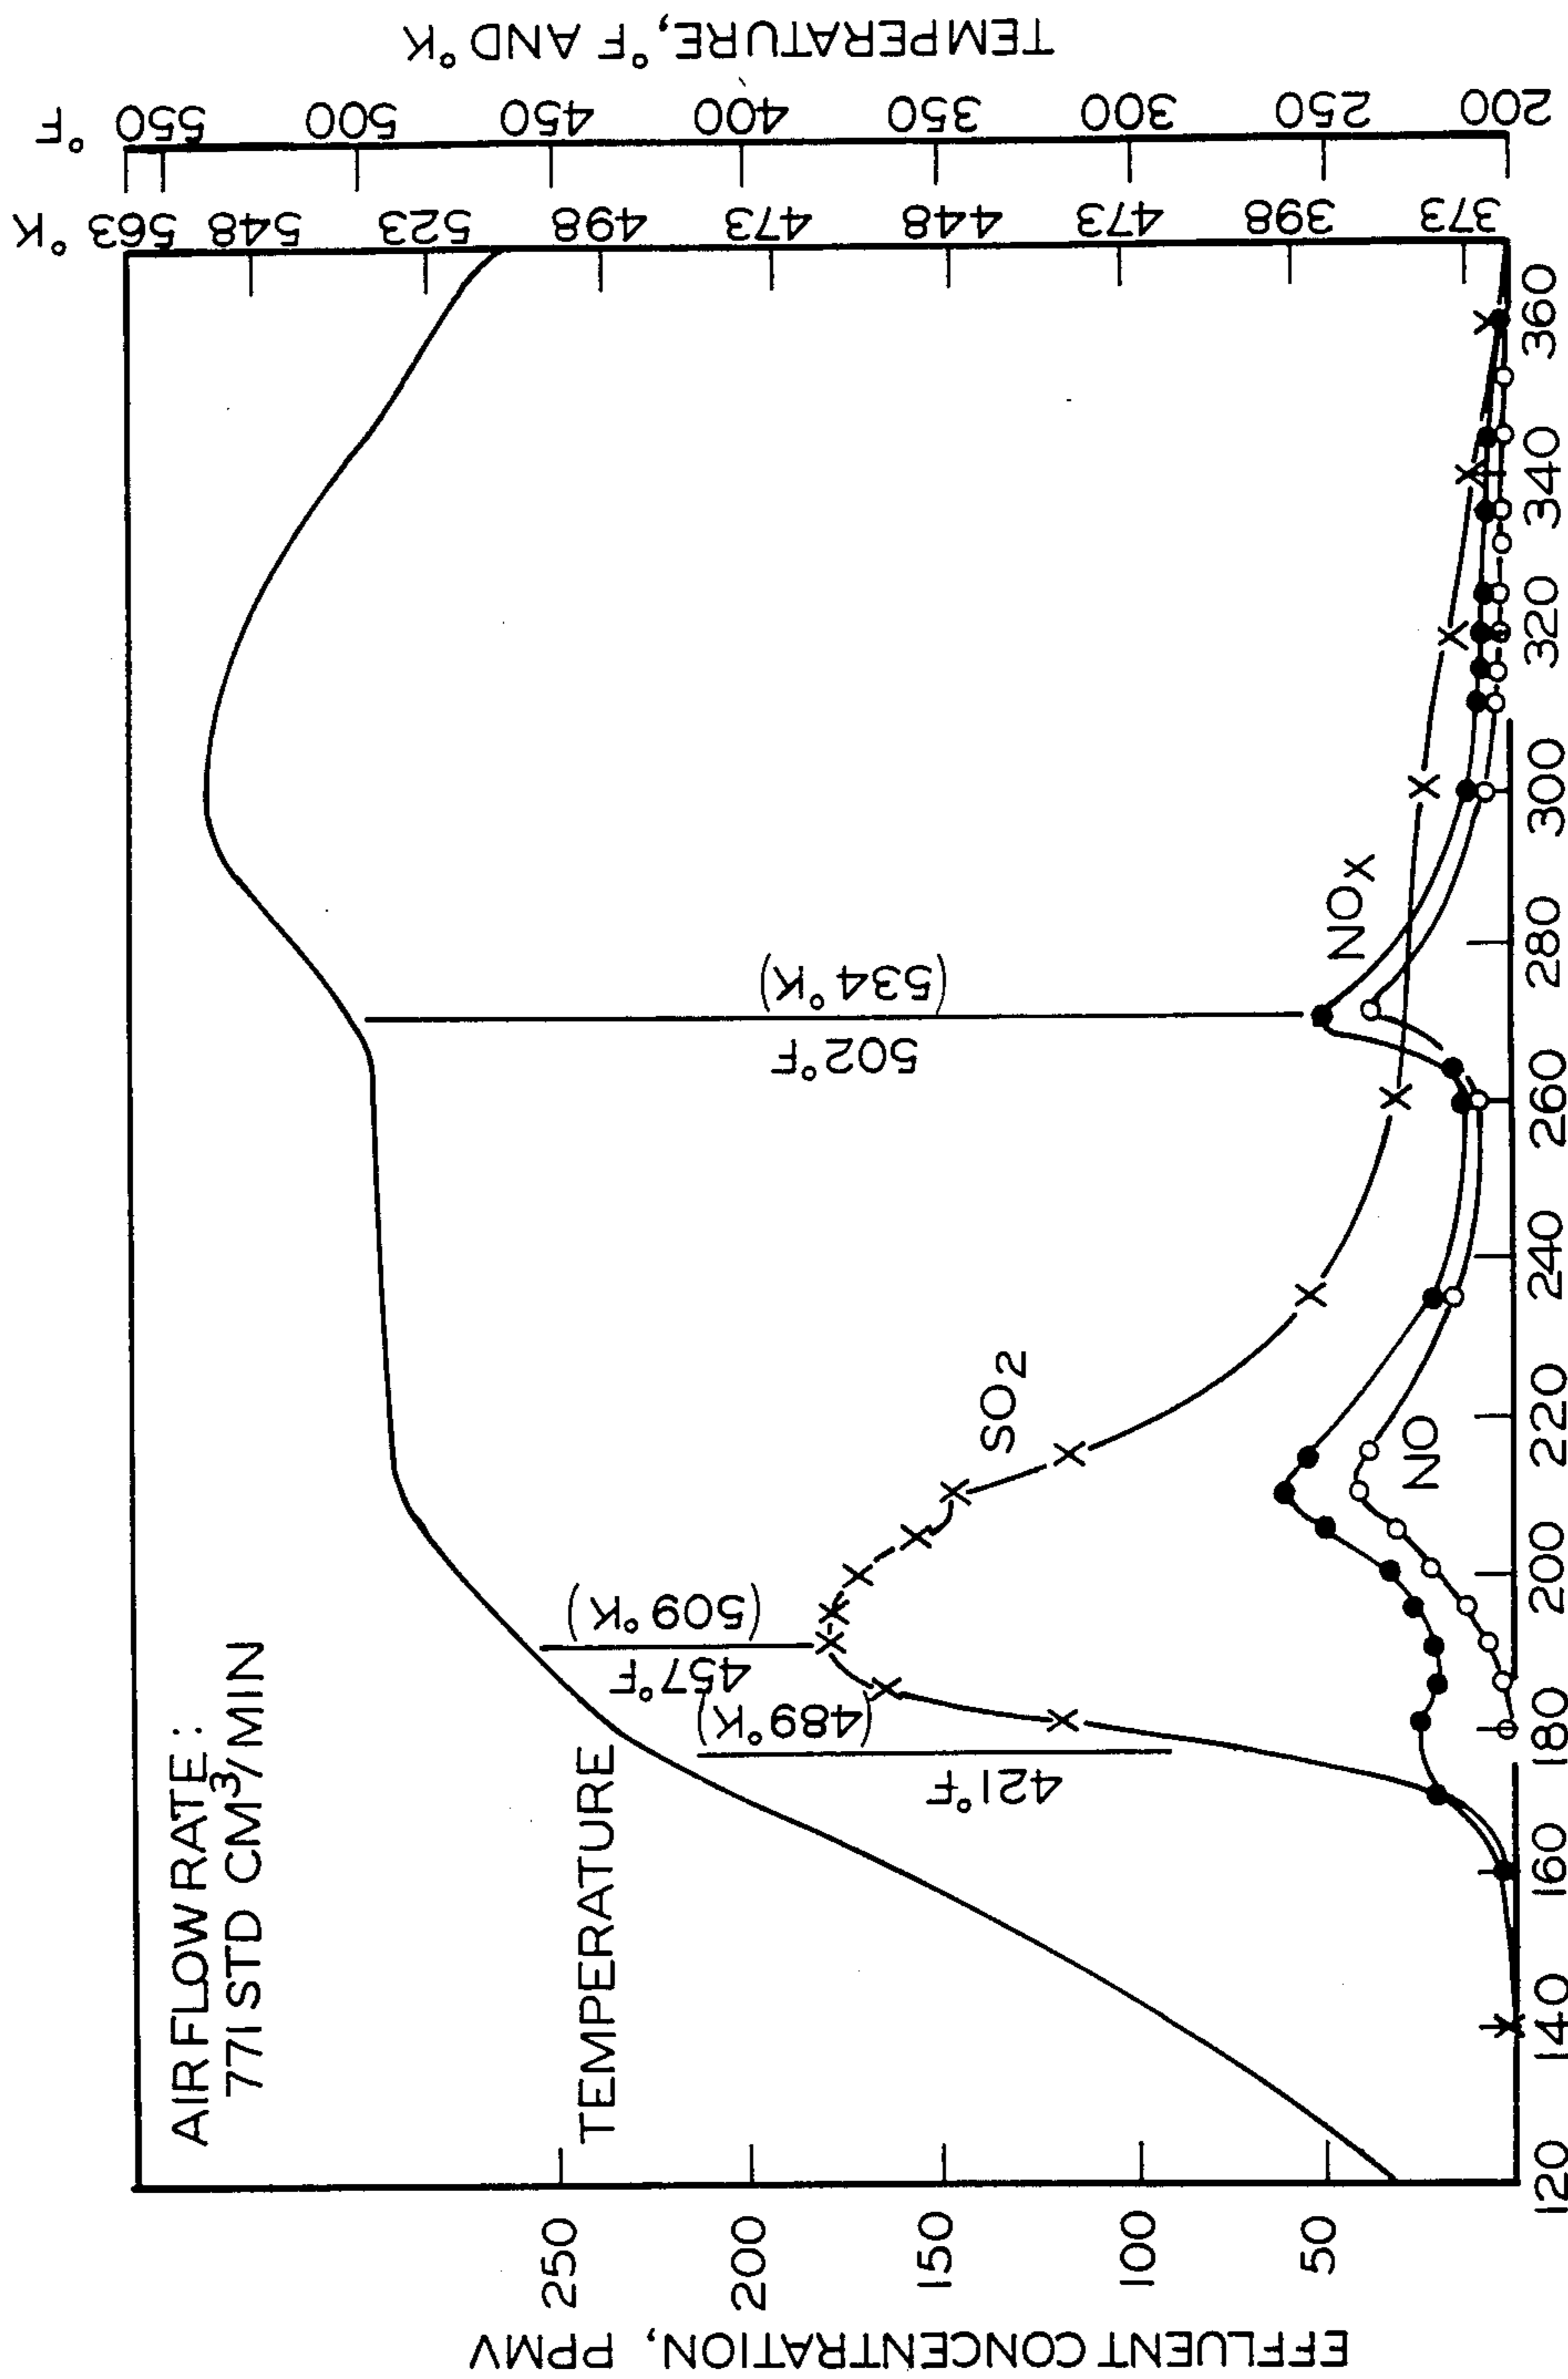 AIR FLOW RATE:
771 STD CM³/MIN
TEMPERATURE
421°F
(489°K)
457°F
(509°K)
SO₂
NO
502°F
(534°K)
NOX
EFFLUENT CONCENTRATION, PPMV
250
200
150
100
50
120 140 160 180 200 220 240 260 280 300 320 340 360
°K
563
548
523
498
473
448
473
398
373
°F
550
500
450
400
350
300
250
200
TEMPERATURE, °F AND °K